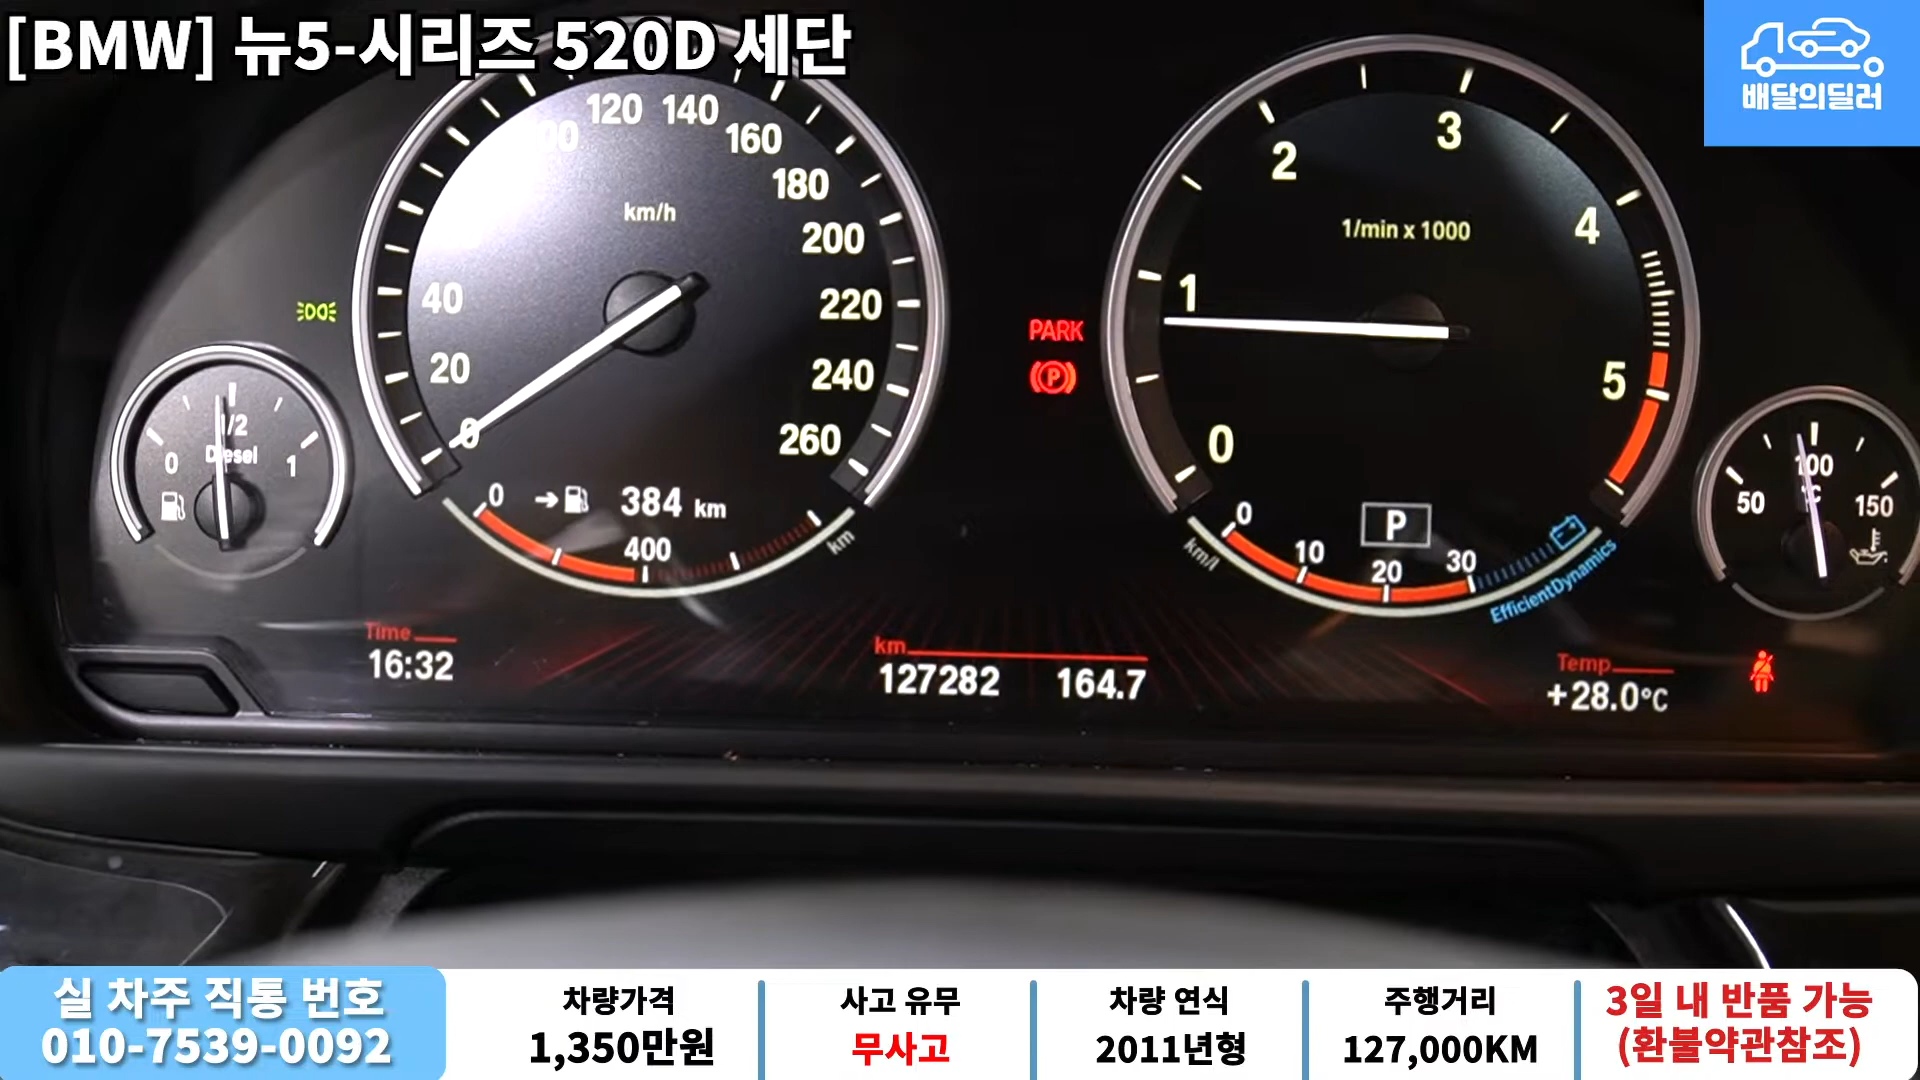 [BMW] 뉴5-시리즈 520D 세단
배달의딜러
120
140
160
180
200
220
240
260
40
20
0
km/h
0
1/2
Diesel
1
0
➔ 384 km
400
km
PARK
P
0
1
2
3
4
5
1/min x 1000
P
0
10
20
30
km/l
EfficientDynamics
50
100
°C
150
Time
16:32
km
127282 164.7
Temp
+28.0°C
실 차주 직통 번호
010-7539-0092
차량가격
1,350만원
사고 유무
무사고
차량 연식
2011년형
주행거리
127,000KM
3일 내 반품 가능
(환불약관참조)